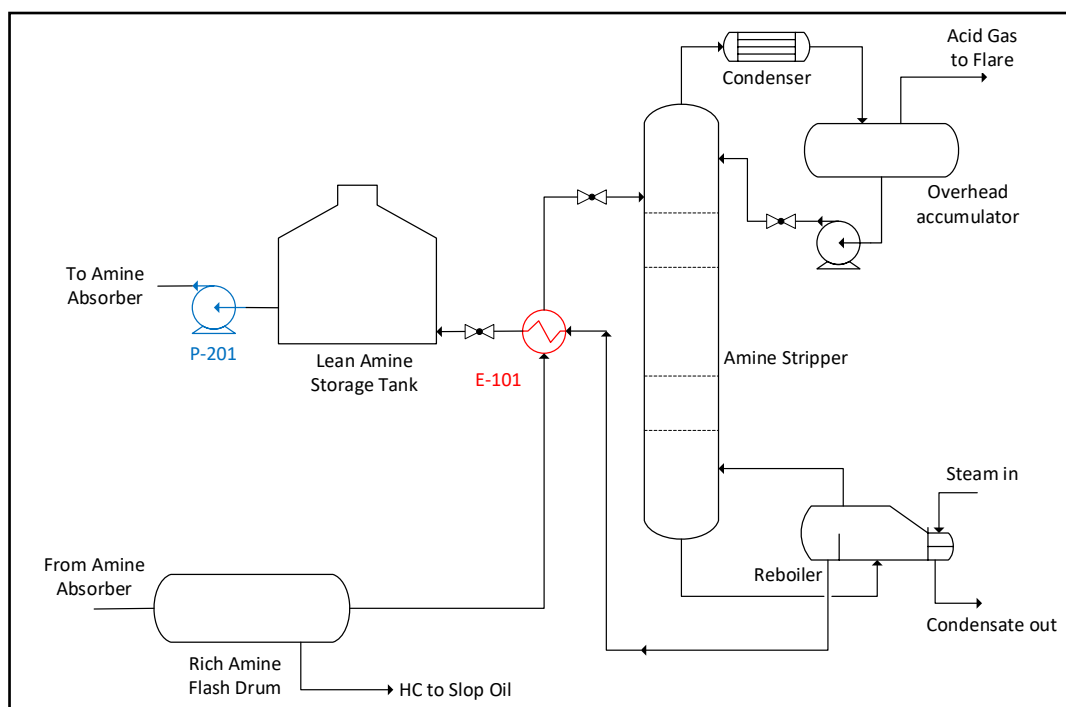 Acid Gas
to Flare
Condenser
Overhead
accumulator
To Amine
Absorber
P-201
Lean Amine
Storage Tank
E-101
Amine Stripper
Steam in
Reboiler
Condensate out
From Amine
Absorber
Rich Amine
Flash Drum
HC to Slop Oil